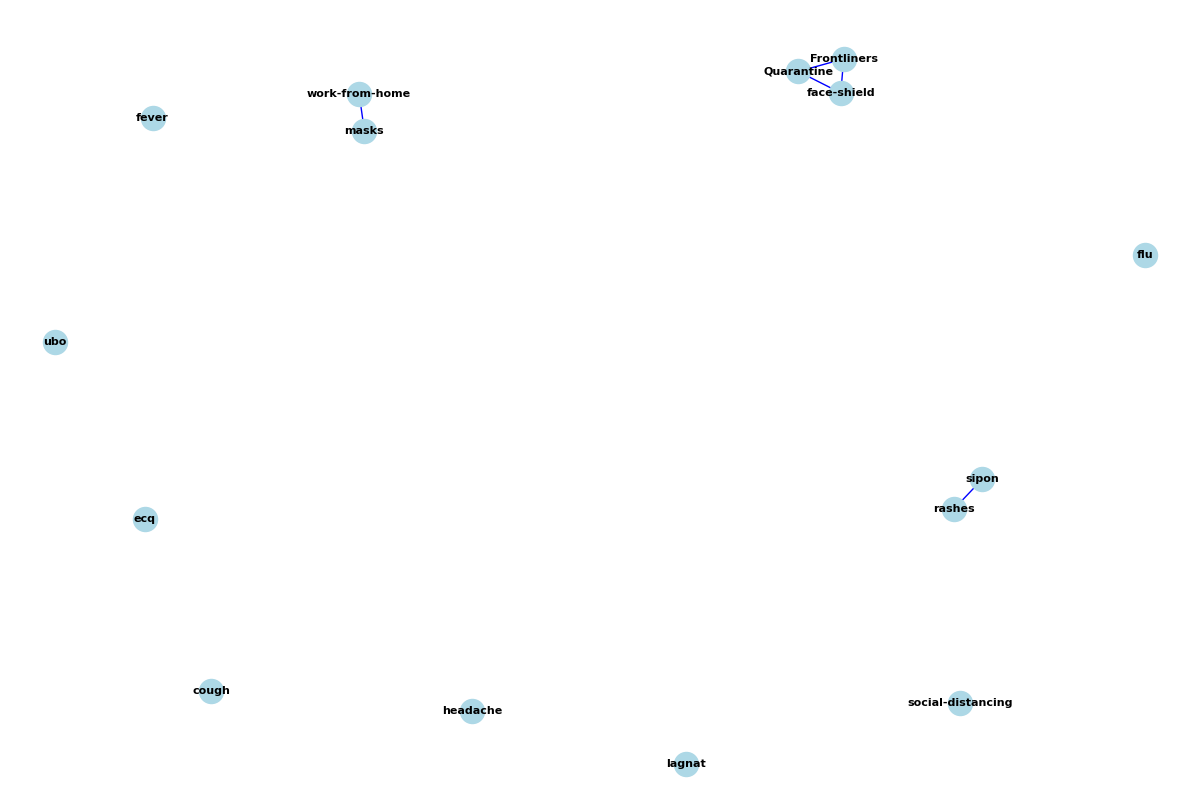 Frontliners
Quarantine
face-shield
work-from-home
masks
fever
flu
ubo
sipon
rashes
ecq
cough
headache
social-distancing
lagnat